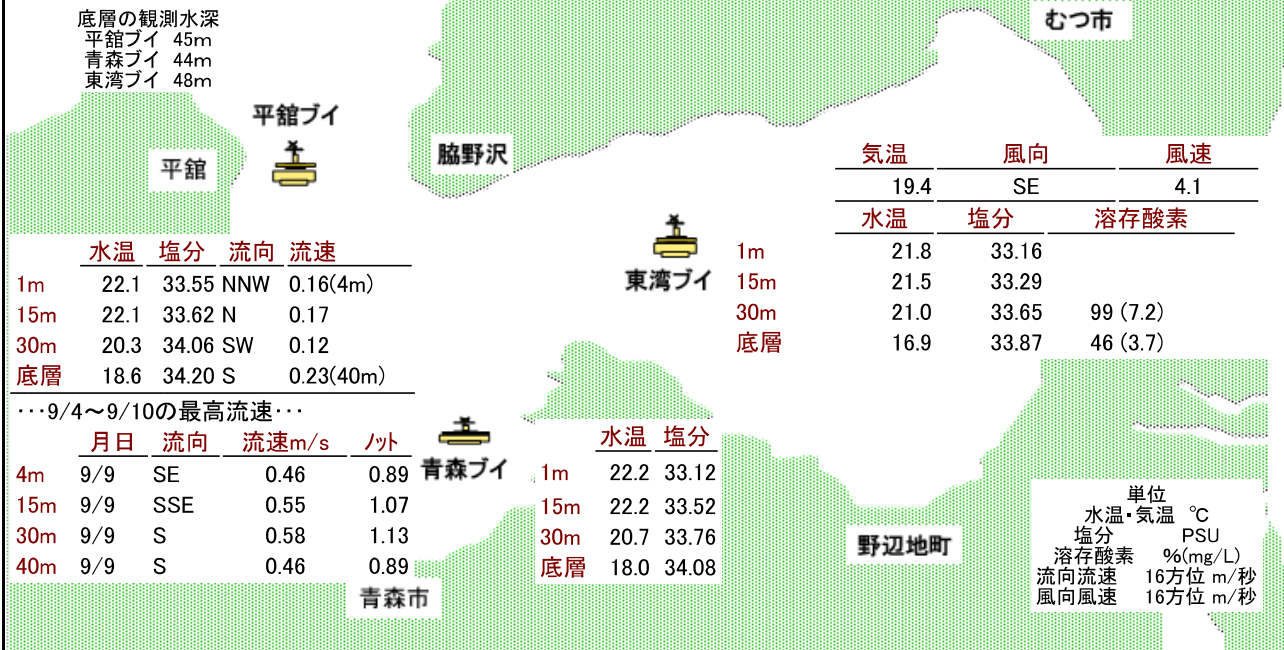 底層の観測水深
平舘ブイ 45m
青森ブイ 44m
東湾ブイ 48m
むつ市
平舘ブイ
脇野沢
平舘
気温 風向 風速
19.4 SE 4.1
水温 塩分 溶存酸素
1m 21.8 33.16
15m 21.5 33.29
30m 21.0 33.65 99 (7.2)
底層 16.9 33.87 46 (3.7)
東湾ブイ
水温 塩分 流向 流速
1m 22.1 33.55 NNW 0.16(4m)
15m 22.1 33.62 N 0.17
30m 20.3 34.06 SW 0.12
底層 18.6 34.20 S 0.23(40m)
･･･9/4～9/10の最高流速･･･
月日 流向 流速m/s ﾉｯﾄ
4m 9/9 SE 0.46 0.89
15m 9/9 SSE 0.55 1.07
30m 9/9 S 0.58 1.13
40m 9/9 S 0.46 0.89
青森ブイ
水温 塩分
1m 22.2 33.12
15m 22.2 33.52
30m 20.7 33.76
底層 18.0 34.08
青森市
野辺地町
単位
水温・気温 ℃
塩分 PSU
溶存酸素 %(mg/L)
流向流速 16方位 m/秒
風向風速 16方位 m/秒